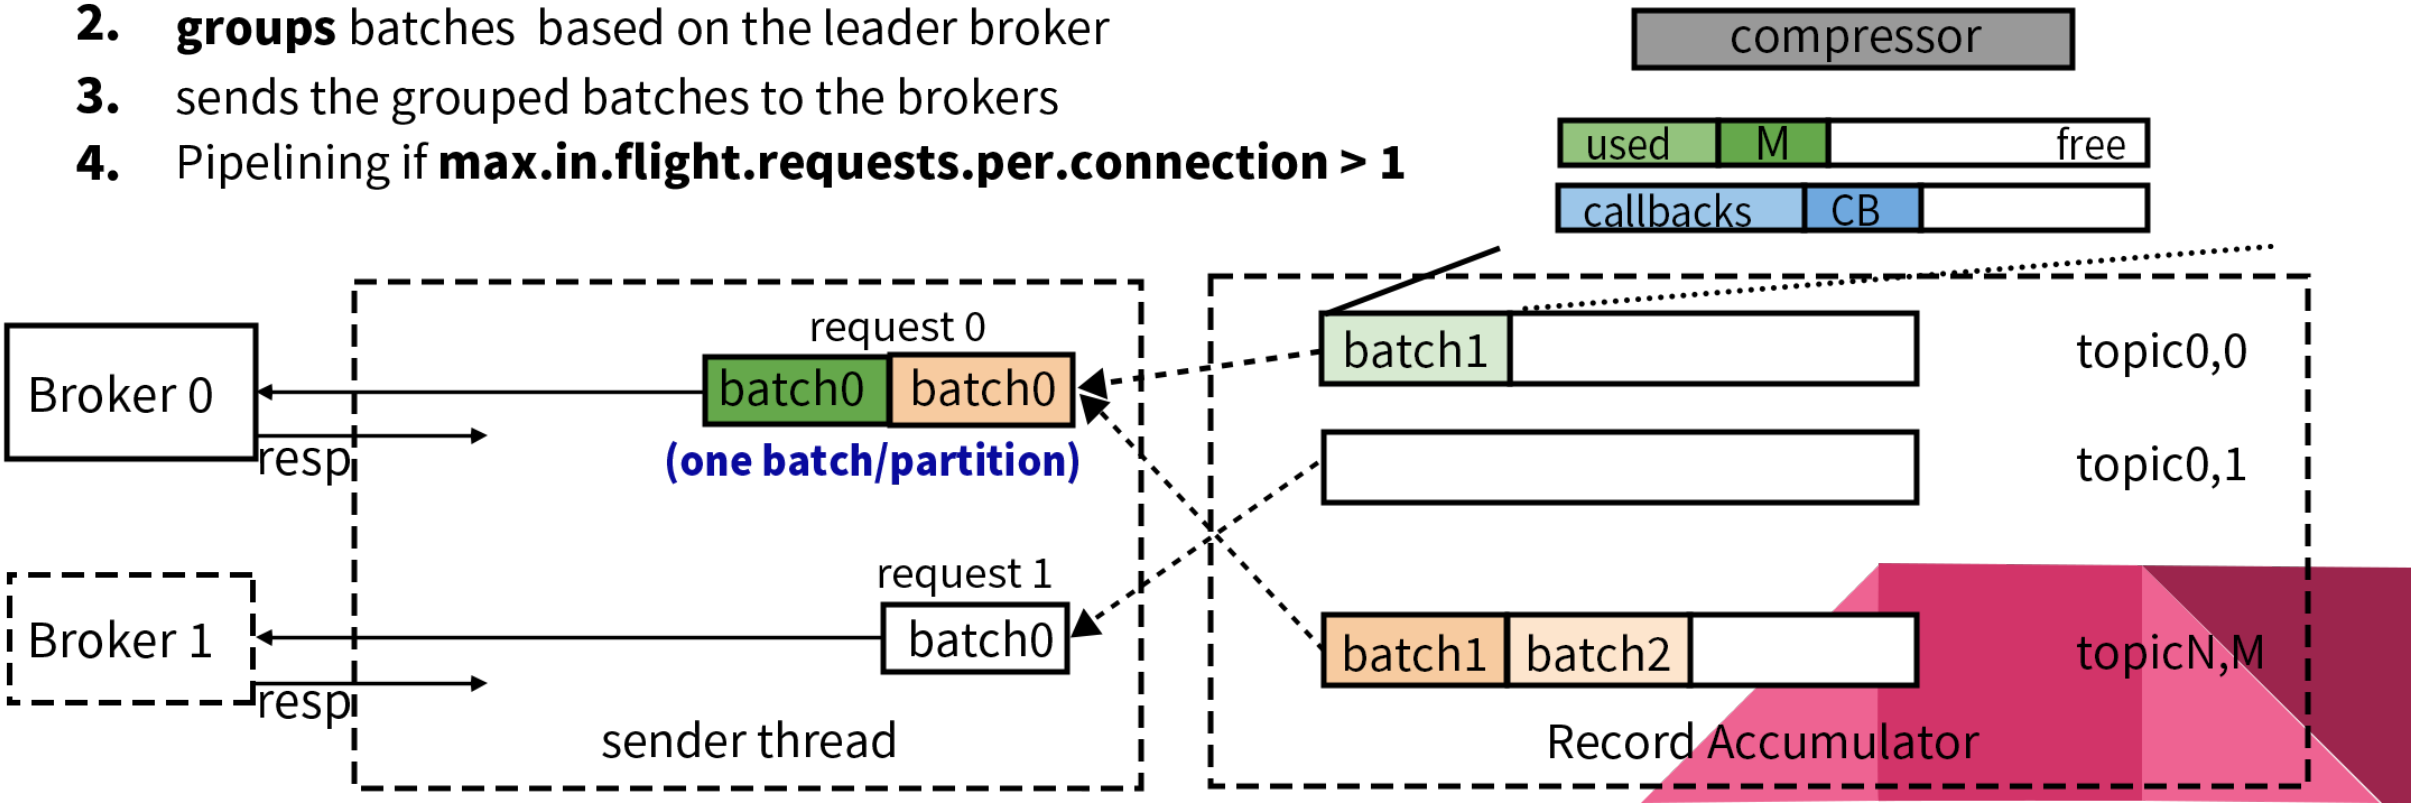 2. groups batches based on the leader broker
3. sends the grouped batches to the brokers
4. Pipelining if max.in.flight.requests.per.connection > 1
compressor
used M free
callbacks CB
request 0
batch0 batch0
(one batch/partition)
Broker 0
resp
batch1
topic0,0
topic0,1
request 1
batch0
Broker 1
resp
batch1 batch2
topicN,M
sender thread
Record Accumulator